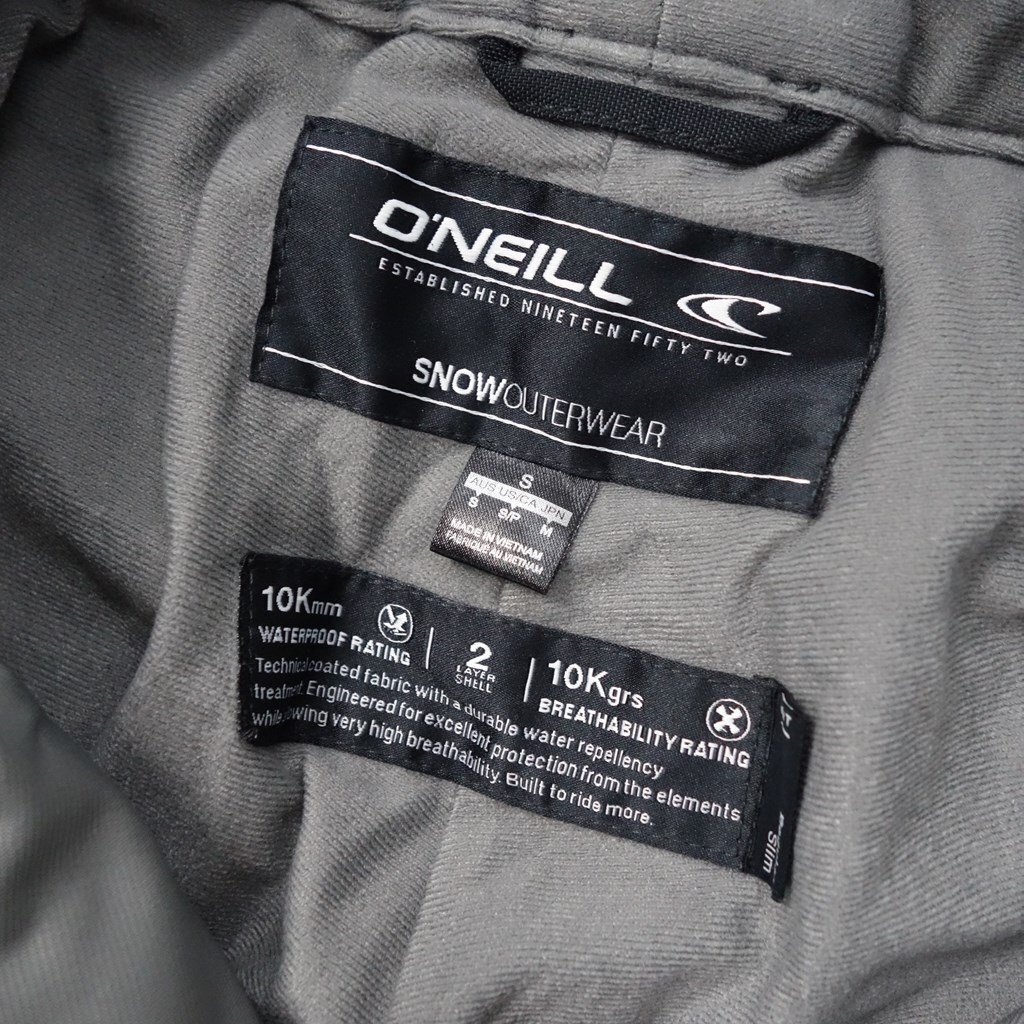 O'NEILL
ESTABLISHED NINETEEN FIFTY TWO
SNOWOUTERWEAR
S
AUS US/CA JPN
S S/P M
MADE IN VIETNAM
FABRIQUE AU VIETNAM
10Kmm
WATERPROOF RATING
2
LAYER
SHELL
10Kgrs
BREATHABILITY RATING
Technical coated fabric with a durable water repellency
treatment. Engineered for excellent protection from the elements
while allowing very high breathability. Built to ride more.
Slim